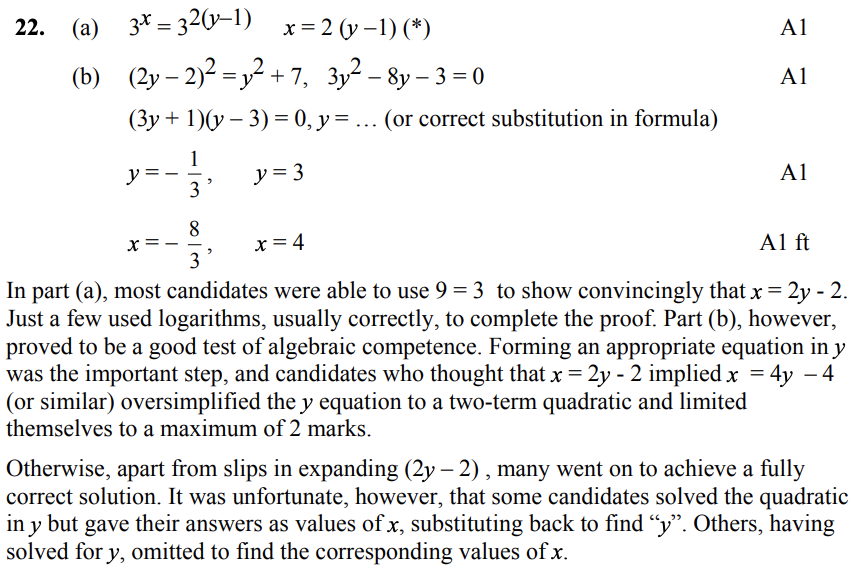 22. (a) 3^x = 3^{2(y–1)} x = 2 (y –1) (*) A1
(b) (2y – 2)² = y² + 7, 3y² – 8y – 3 = 0 A1
(3y + 1)(y – 3) = 0, y = … (or correct substitution in formula)
y = – 1/3, y = 3 A1
x = – 8/3, x = 4 A1 ft
In part (a), most candidates were able to use 9 = 3 to show convincingly that x = 2y - 2.
Just a few used logarithms, usually correctly, to complete the proof. Part (b), however,
proved to be a good test of algebraic competence. Forming an appropriate equation in y
was the important step, and candidates who thought that x = 2y - 2 implied x = 4y – 4
(or similar) oversimplified the y equation to a two-term quadratic and limited
themselves to a maximum of 2 marks.
Otherwise, apart from slips in expanding (2y – 2) , many went on to achieve a fully
correct solution. It was unfortunate, however, that some candidates solved the quadratic
in y but gave their answers as values of x, substituting back to find “y”. Others, having
solved for y, omitted to find the corresponding values of x.